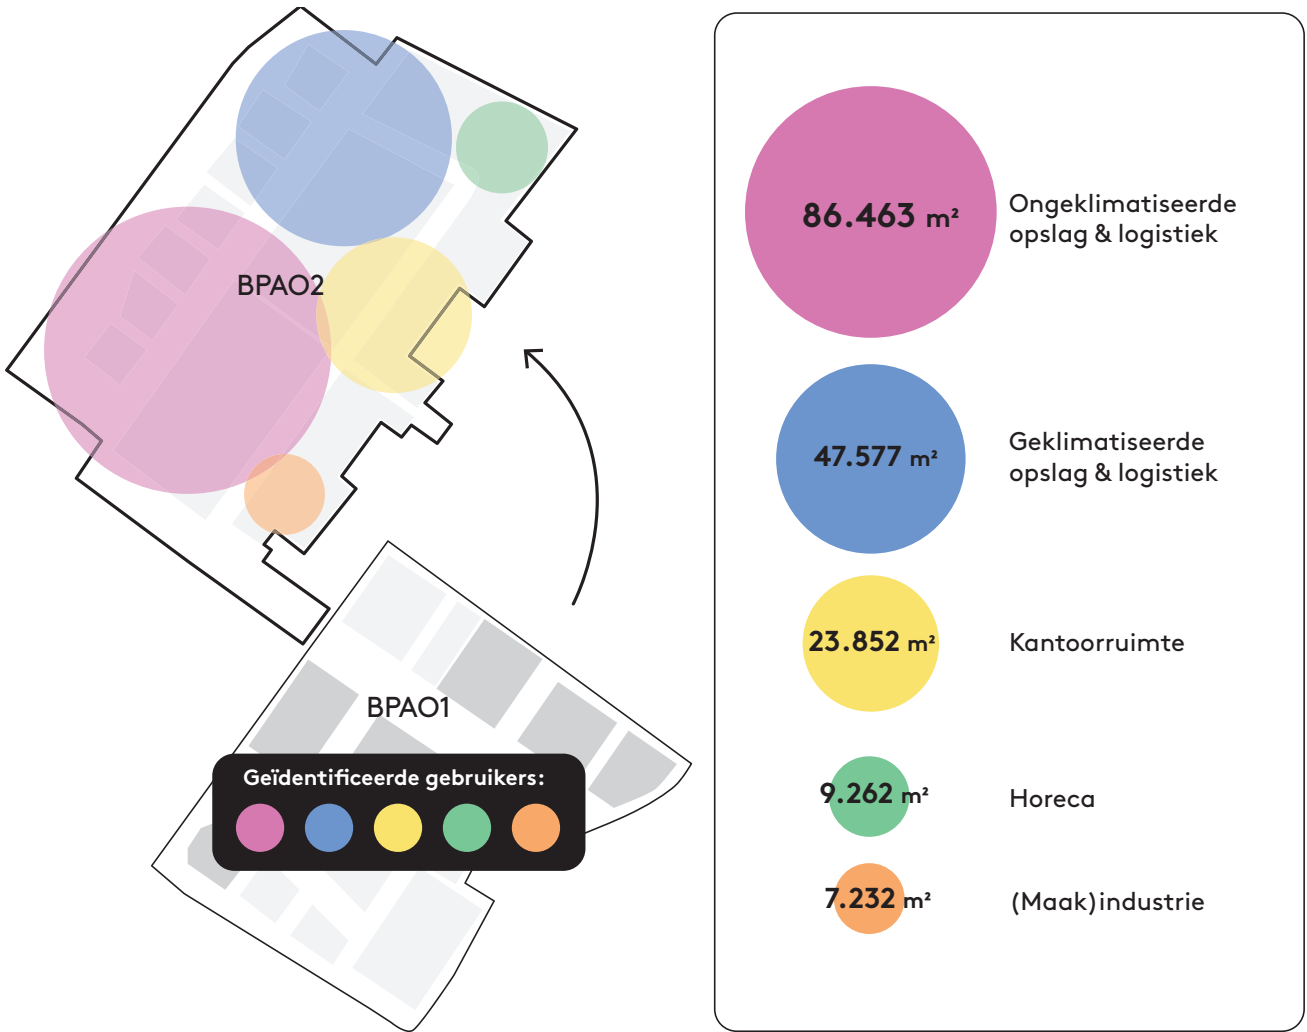 BPAO2
BPAO1
Geïdentificeerde gebruikers:
86.463 m²
Ongeklimatiseerde
opslag & logistiek
47.577 m²
Geklimatiseerde
opslag & logistiek
23.852 m²
Kantoorruimte
9.262 m²
Horeca
7.232 m²
(Maak)industrie